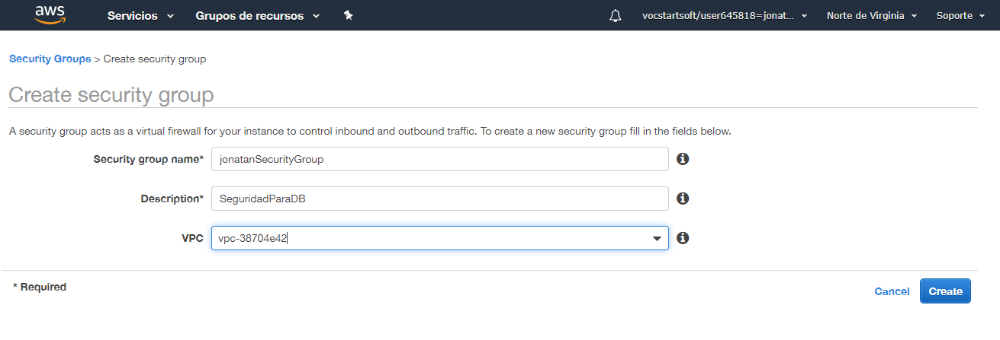 aws Servicios Grupos de recursos vocstartsoft/user645818=jonat... Norte de Virginia Soporte
Security Groups > Create security group
Create security group
A security group acts as a virtual firewall for your instance to control inbound and outbound traffic. To create a new security group fill in the fields below.
Security group name* jonatanSecurityGroup
Description* SeguridadParaDB
VPC vpc-38704e42
* Required
Cancel Create